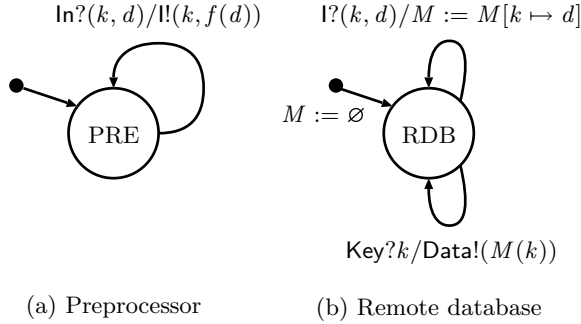 In?(k, d)/I!(k, f(d))
PRE
(a) Preprocessor
I?(k, d)/M := M[k ↦ d]
M := ∅
RDB
Key?k/Data!(M(k))
(b) Remote database